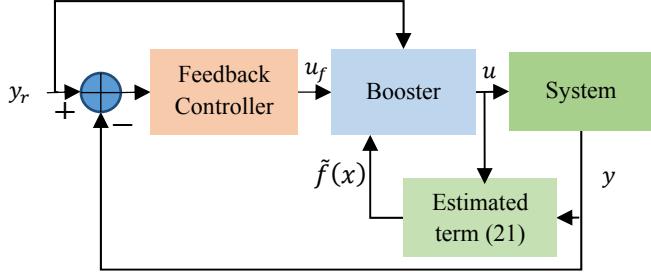 Feedback
Controller
u_f
Booster
u
System
y_r
+
−
f̃(x)
y
Estimated
term (21)